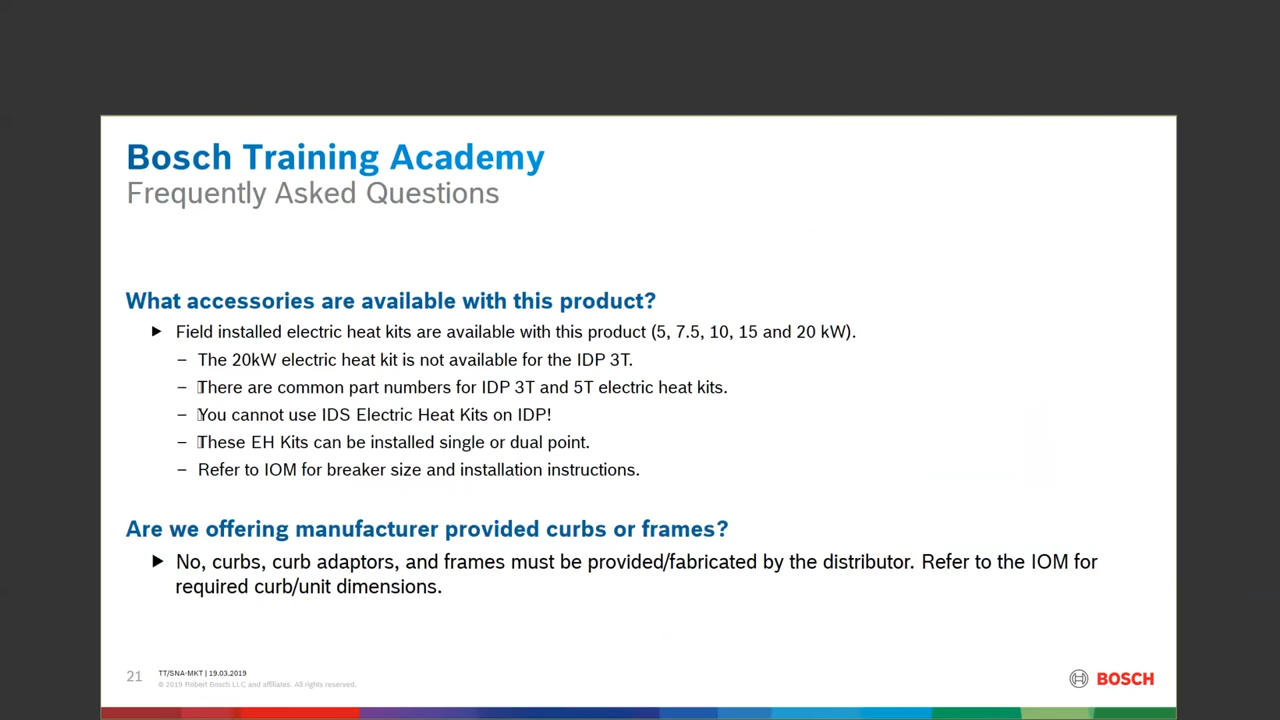 Bosch Training Academy
Frequently Asked Questions
What accessories are available with this product?
► Field installed electric heat kits are available with this product (5, 7.5, 10, 15 and 20 kW).
– The 20kW electric heat kit is not available for the IDP 3T.
– There are common part numbers for IDP 3T and 5T electric heat kits.
– You cannot use IDS Electric Heat Kits on IDP!
– These EH Kits can be installed single or dual point.
– Refer to IOM for breaker size and installation instructions.
Are we offering manufacturer provided curbs or frames?
► No, curbs, curb adaptors, and frames must be provided/fabricated by the distributor. Refer to the IOM for
required curb/unit dimensions.
21
TT/SNA-MKT | 19.03.2019
© 2019 Robert Bosch LLC and affiliates. All rights reserved.
BOSCH